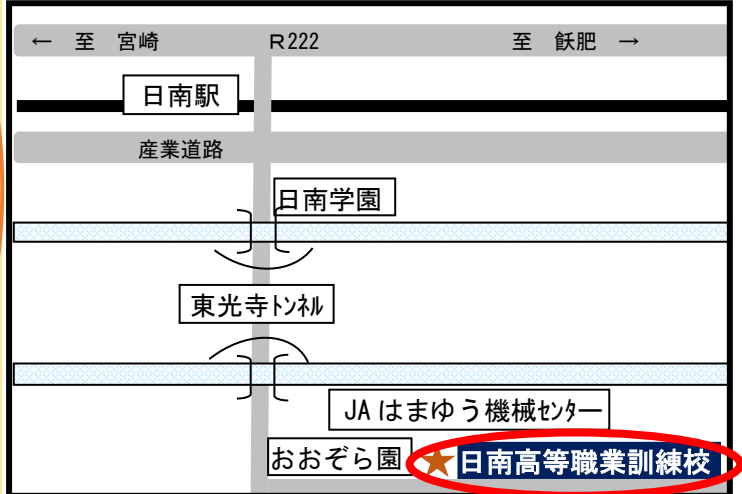 ← 至 宮崎 R222 至 飫肥 →
日南駅
産業道路
日南学園
東光寺ﾄﾝﾈﾙ
JAはまゆう機械ｾﾝﾀｰ
おおぞら園 ★日南高等職業訓練校